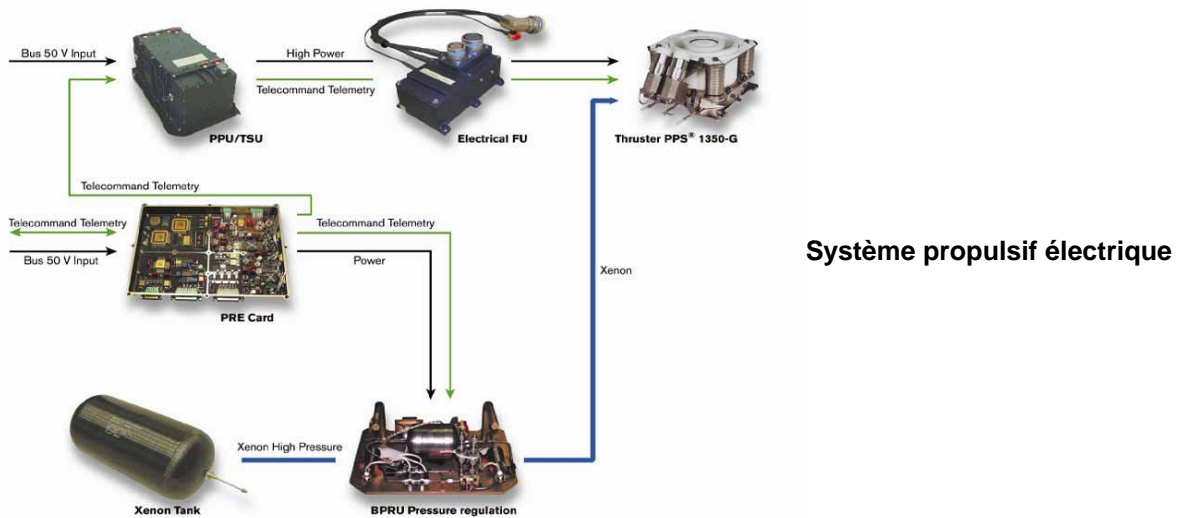 Bus 50 V Input
High Power
Telecommand Telemetry
PPU/TSU
Electrical FU
Thruster PPS® 1350-G
Telecommand Telemetry
Telecommand Telemetry
Bus 50 V Input
Telecommand Telemetry
Power
PRE Card
Xenon
Système propulsif électrique
Xenon High Pressure
Xenon Tank
BPRU Pressure regulation